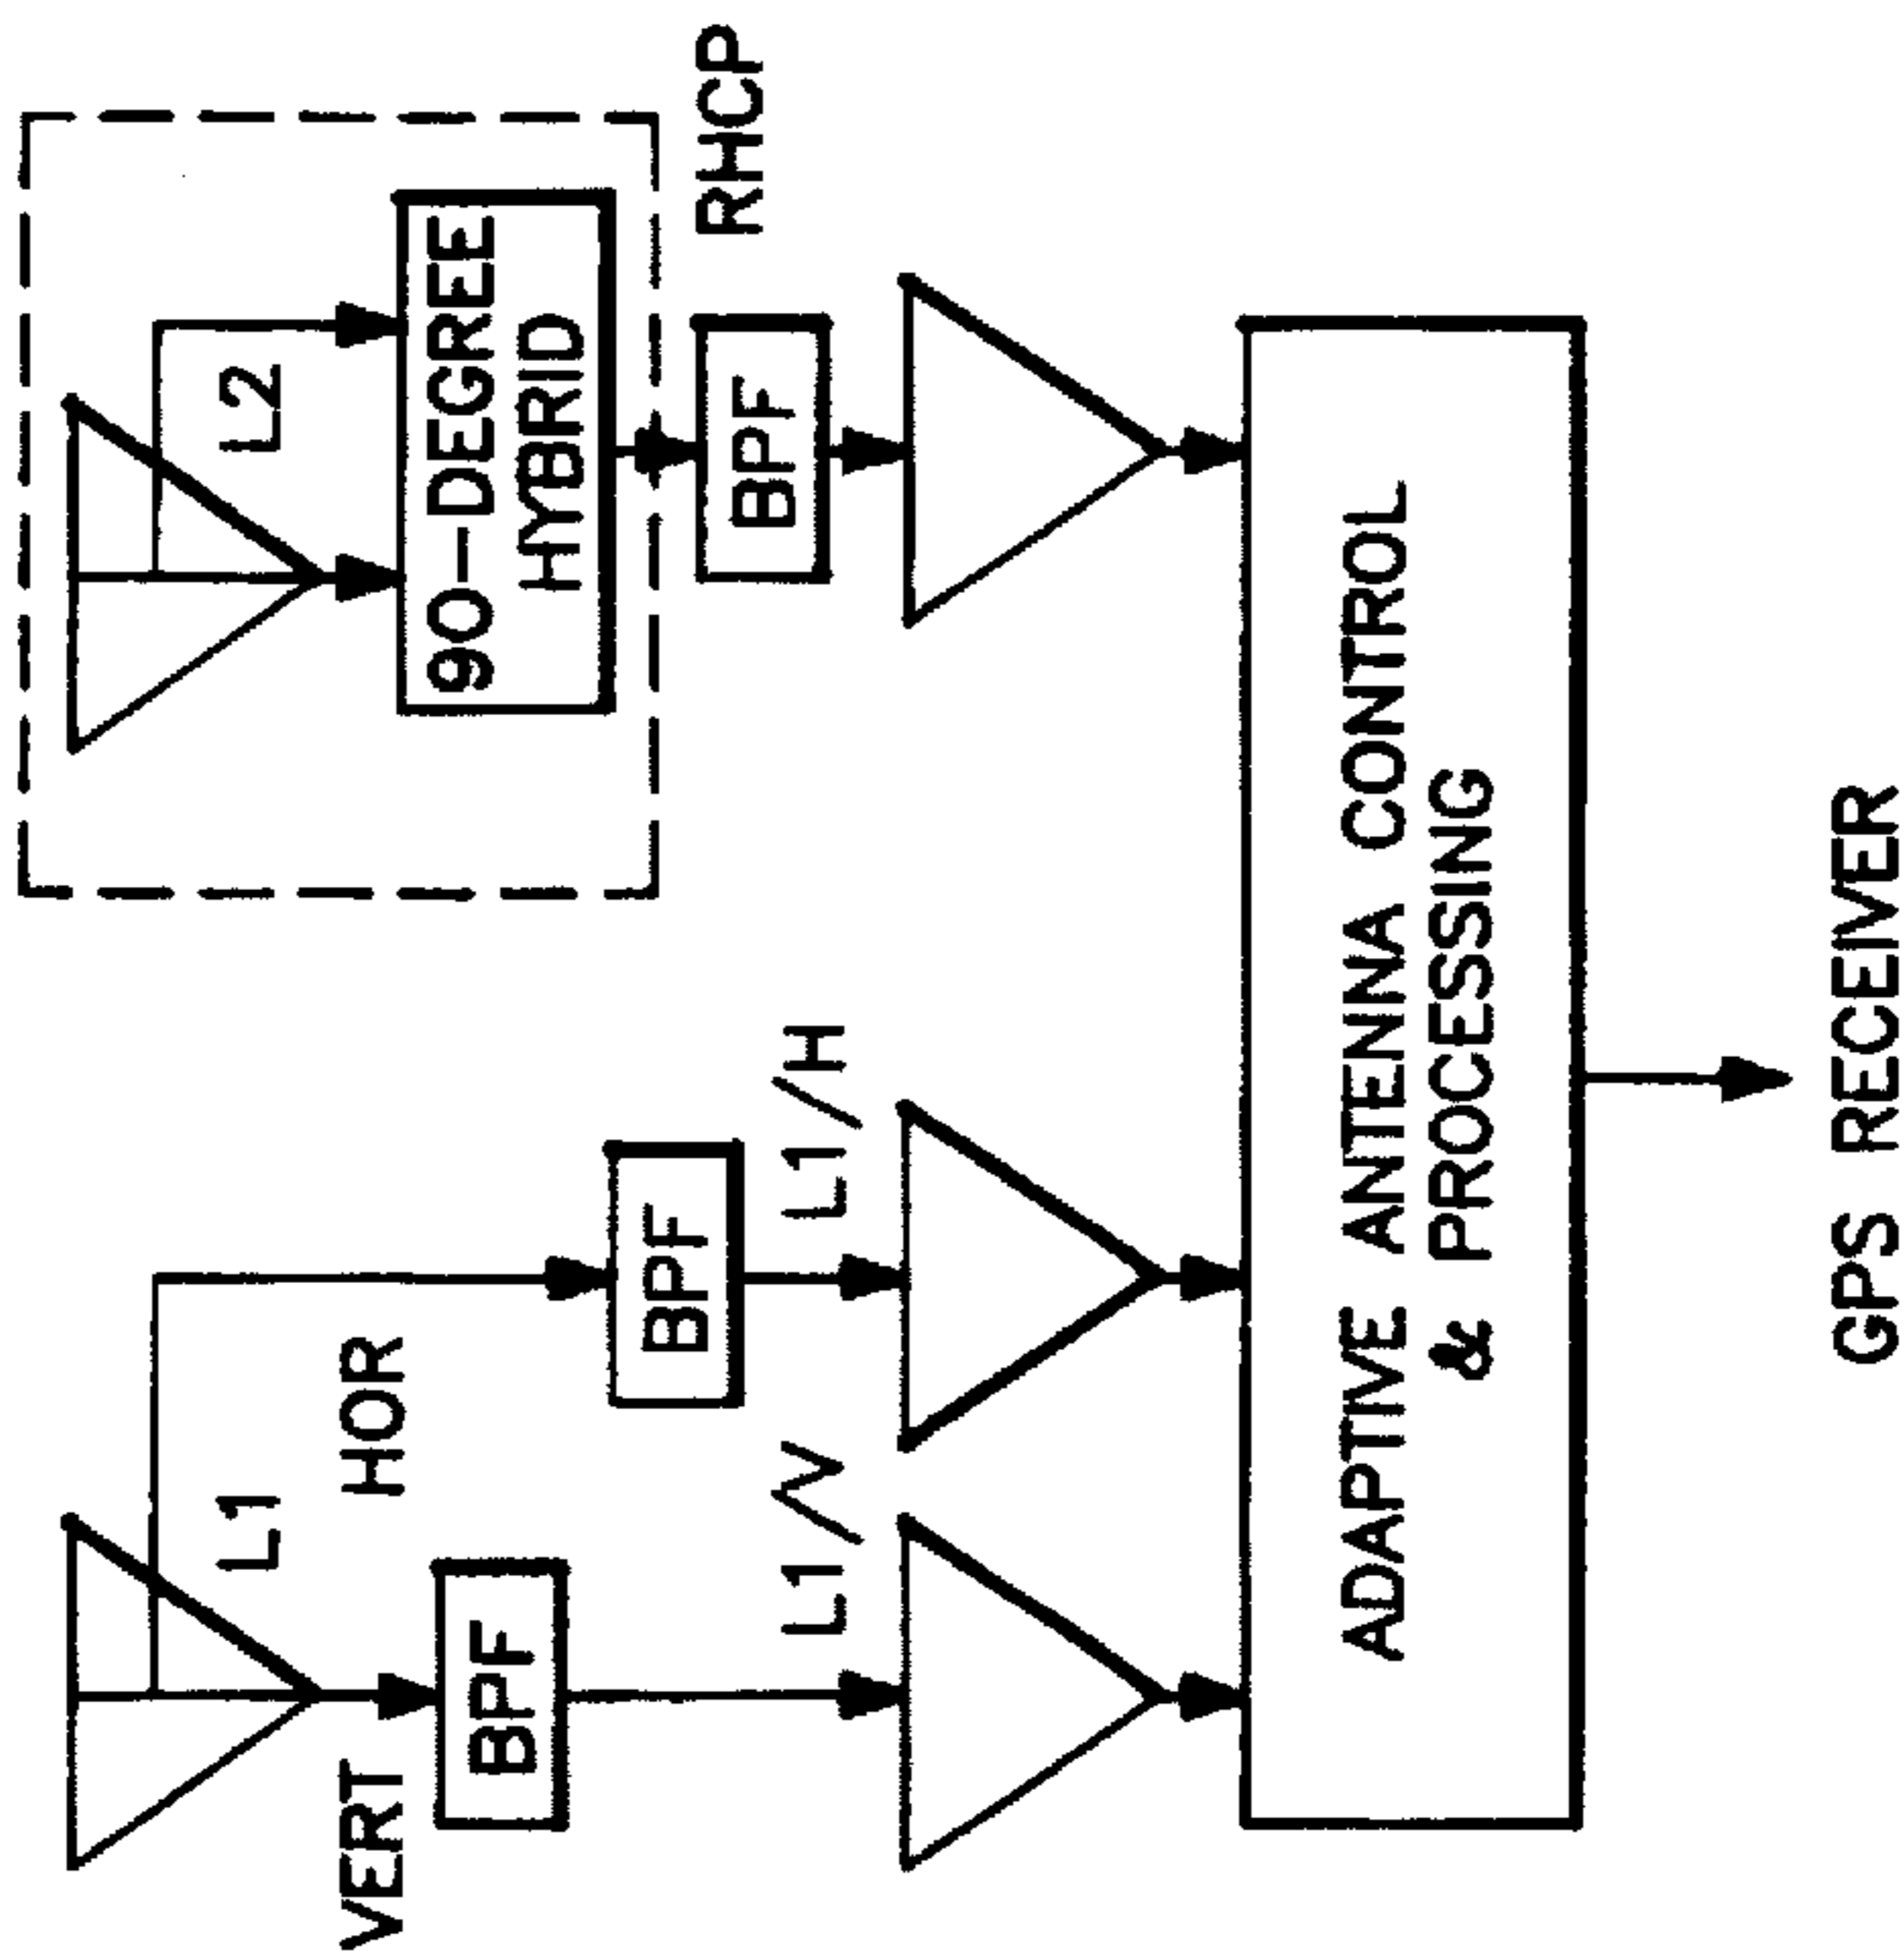 L1
L2
VERT
HOR
90-DEGREE
HYBRID
BPF
BPF
RHCP
BPF
L1/V
L1/H
ADAPTIVE ANTENNA CONTROL
& PROCESSING
GPS RECEIVER